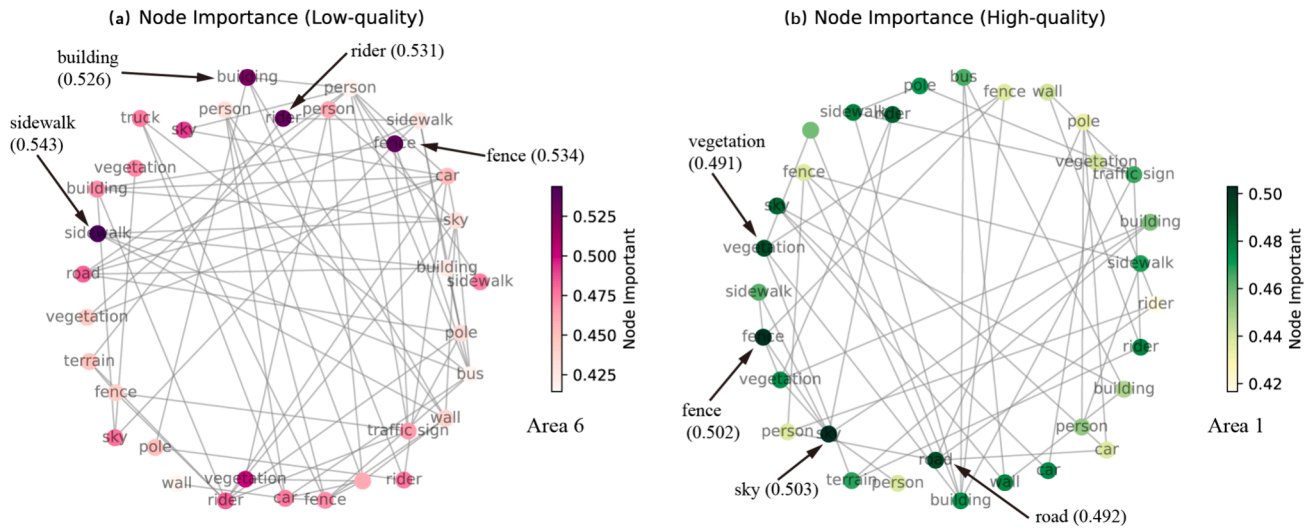 (a) Node Importance (Low-quality)
building
(0.526)
rider (0.531)
sidewalk
(0.543)
fence (0.534)
building
person
person
rider
person
sidewalk
truck
sky
fence
vegetation
building
car
sidewalk
sky
road
building
sidewalk
vegetation
pole
terrain
bus
fence
wall
traffic sign
sky
pole
wall
vegetation
rider
rider
car
fence
0.525
0.500
0.475
0.450
0.425
Node Important
Area 6
(b) Node Importance (High-quality)
vegetation
(0.491)
fence
(0.502)
sky (0.503)
road (0.492)
bus
pole
fence
wall
sidewalk
rider
pole
vegetation
traffic sign
fence
sky
building
vegetation
sidewalk
sidewalk
rider
fence
rider
vegetation
building
person
sky
person
car
road
car
terrain
person
wall
building
0.50
0.48
0.46
0.44
0.42
Node Important
Area 1